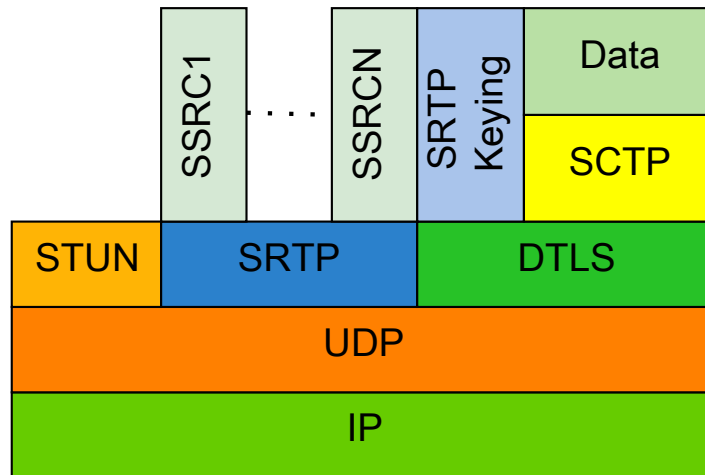 SSRC1
. . . .
SSRCN
SRTP
Keying
Data
SCTP
STUN
SRTP
DTLS
UDP
IP